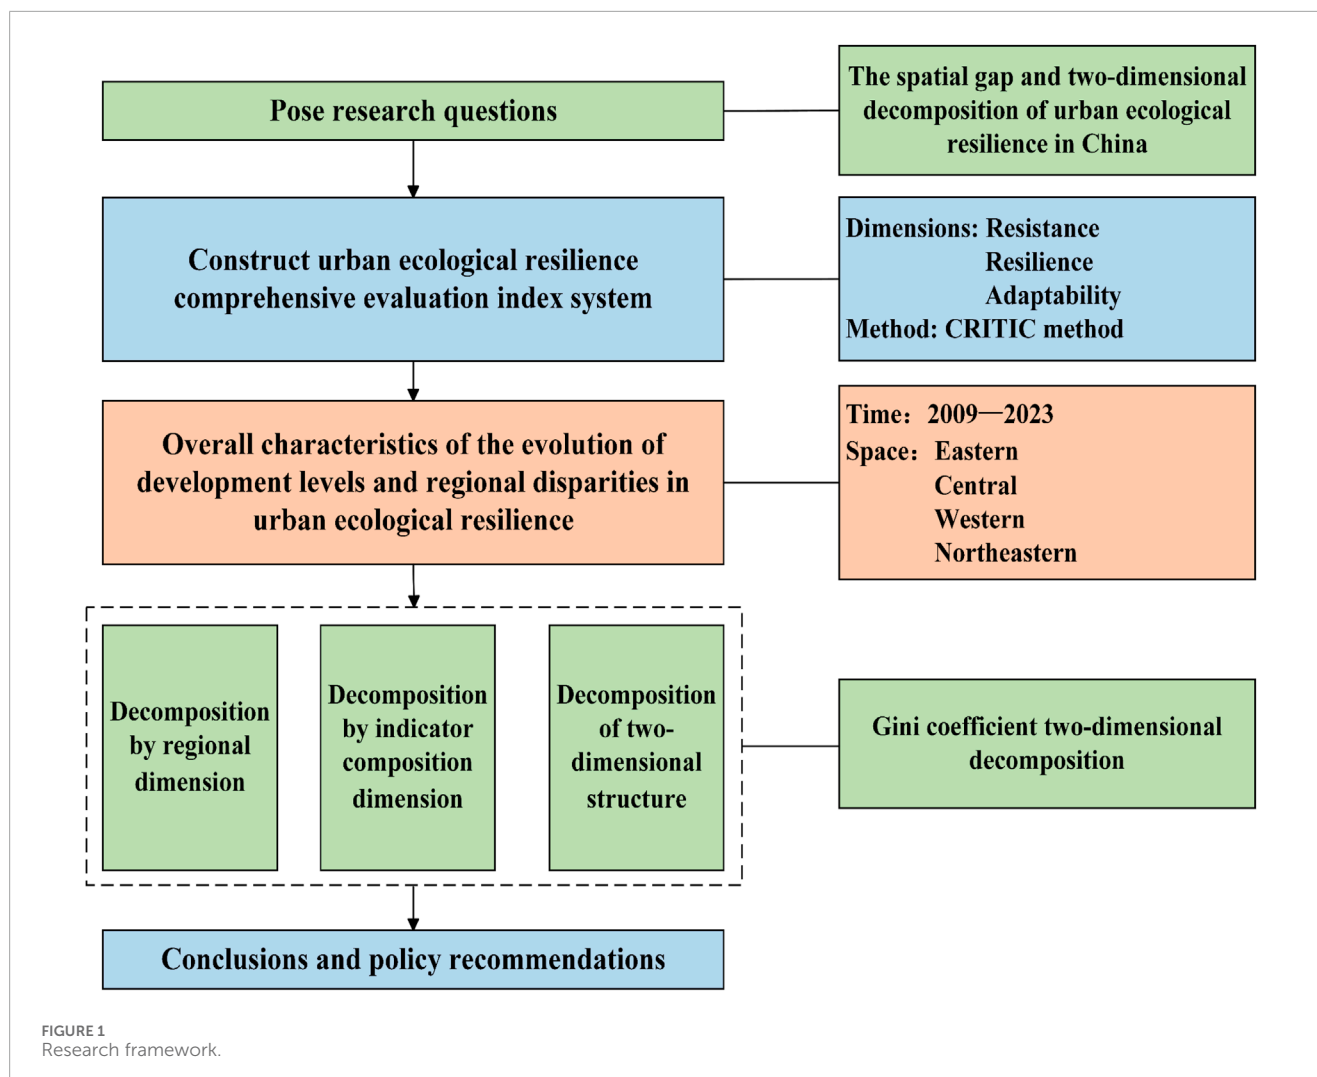 Pose research questions
The spatial gap and two-dimensional
decomposition of urban ecological
resilience in China
Construct urban ecological resilience
comprehensive evaluation index system
Dimensions: Resistance
Resilience
Adaptability
Method: CRITIC method
Overall characteristics of the evolution of
development levels and regional disparities in
urban ecological resilience
Time：2009—2023
Space：Eastern
Central
Western
Northeastern
Decomposition
by regional
dimension
Decomposition
by indicator
composition
dimension
Decomposition
of two-
dimensional
structure
Gini coefficient two-dimensional
decomposition
Conclusions and policy recommendations
FIGURE 1
Research framework.